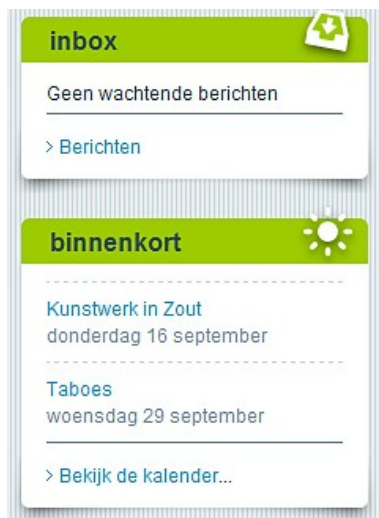 inbox
Geen wachtende berichten
> Berichten
binnenkort
Kunstwerk in Zout
donderdag 16 september
Taboes
woensdag 29 september
> Bekijk de kalender...